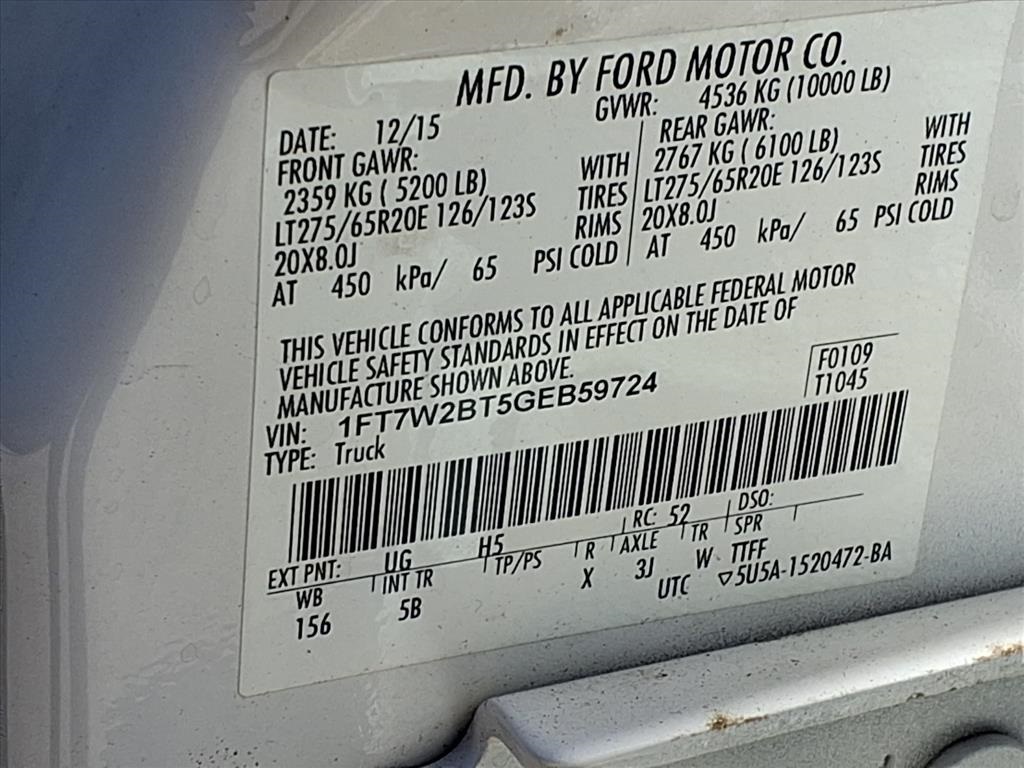 MFD. BY FORD MOTOR CO.
DATE: 12/15 GVWR: 4536 KG (10000 LB)
FRONT GAWR: REAR GAWR:
2359 KG ( 5200 LB) WITH 2767 KG ( 6100 LB) WITH
LT275/65R20E 126/123S TIRES LT275/65R20E 126/123S TIRES
20X8.0J RIMS 20X8.0J RIMS
AT 450 kPa/ 65 PSI COLD AT 450 kPa/ 65 PSI COLD
THIS VEHICLE CONFORMS TO ALL APPLICABLE FEDERAL MOTOR
VEHICLE SAFETY STANDARDS IN EFFECT ON THE DATE OF
MANUFACTURE SHOWN ABOVE.
F0109
VIN: 1FT7W2BT5GEB59724 T1045
TYPE: Truck
EXT PNT: UG H5 RC: 52 DSO:
WB INT TR TP/PS R AXLE TR SPR
156 5B X 3J W TTFF
UTC ▽5U5A-1520472-BA